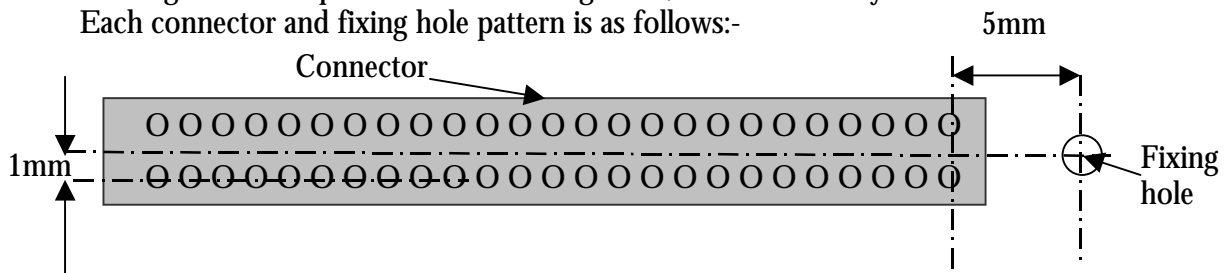 Each connector and fixing hole pattern is as follows:-
5mm
Connector
O O O O O O O O O O O O O O O O O O O O O O O O O
1mm
O O O O O O O O O O O O O O O O O O O O O O O O O
Fixing
hole